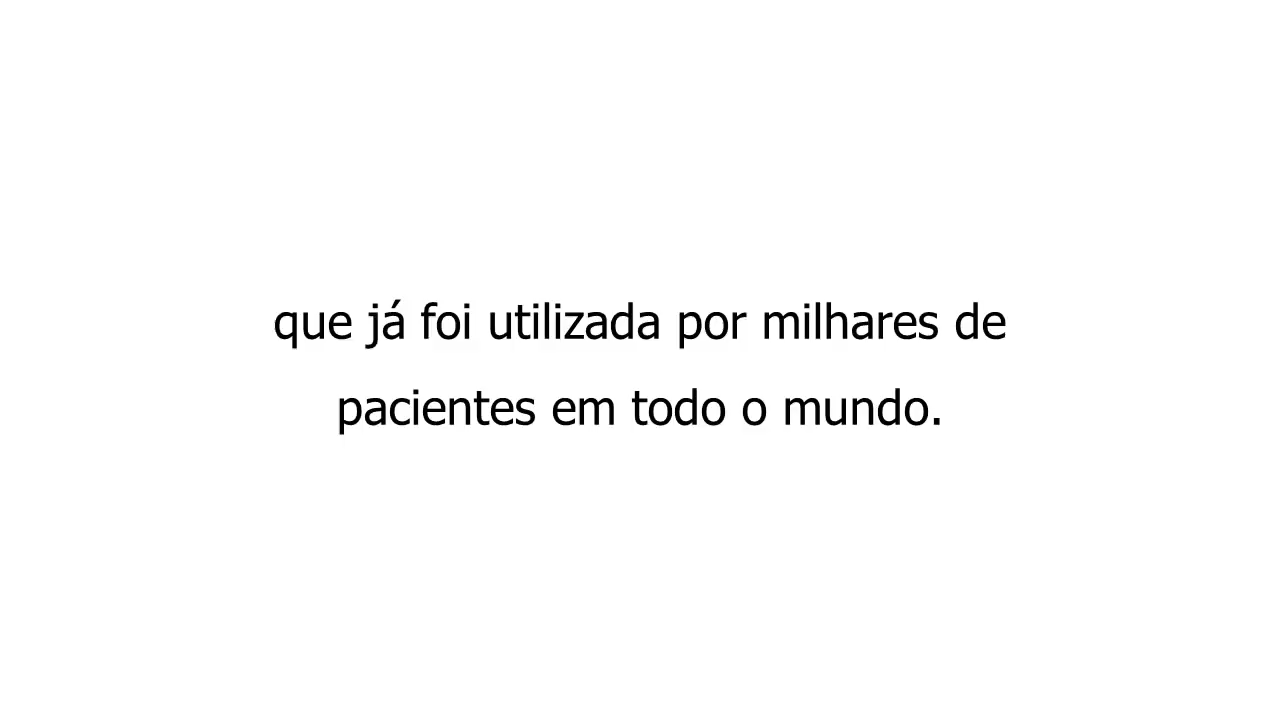 que já foi utilizada por milhares de
pacientes em todo o mundo.